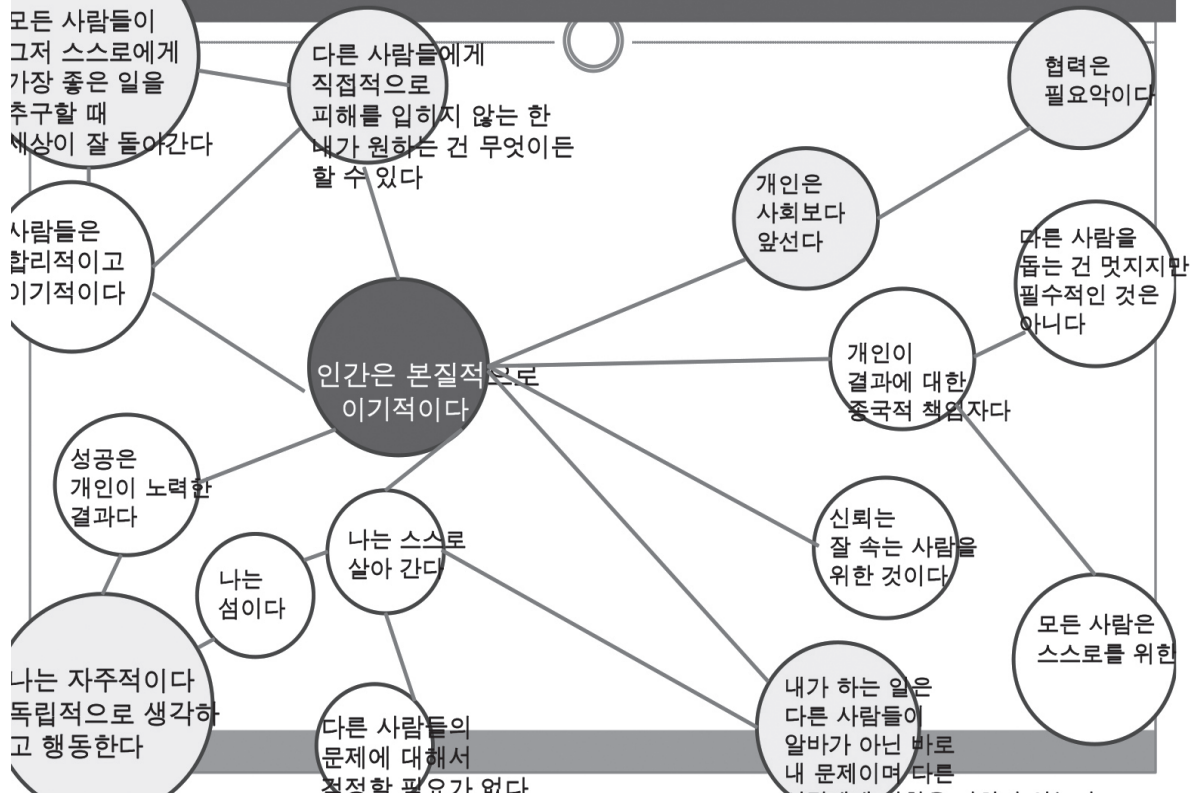 모든 사람들이
그저 스스로에게
가장 좋은 일을
추구할 때
세상이 잘 돌아간다
다른 사람들에게
직접적으로
피해를 입히지 않는 한
내가 원하는 건 무엇이든
할 수 있다
협력은
필요악이다
개인은
사회보다
앞선다
사람들은
합리적이고
이기적이다
다른 사람을
돕는 건 멋지지만
필수적인 것은
아니다
인간은 본질적으로
이기적이다
개인이
결과에 대한
종국적 책임자다
성공은
개인이 노력한
결과다
나는 스스로
살아 간다
신뢰는
잘 속는 사람을
위한 것이다
나는
섬이다
모든 사람은
스스로를 위한
나는 자주적이다
독립적으로 생각하
고 행동한다
다른 사람들의
문제에 대해서
걱정할 필요가 없다
내가 하는 일은
다른 사람들이
알바가 아닌 바로
내 문제이며 다른